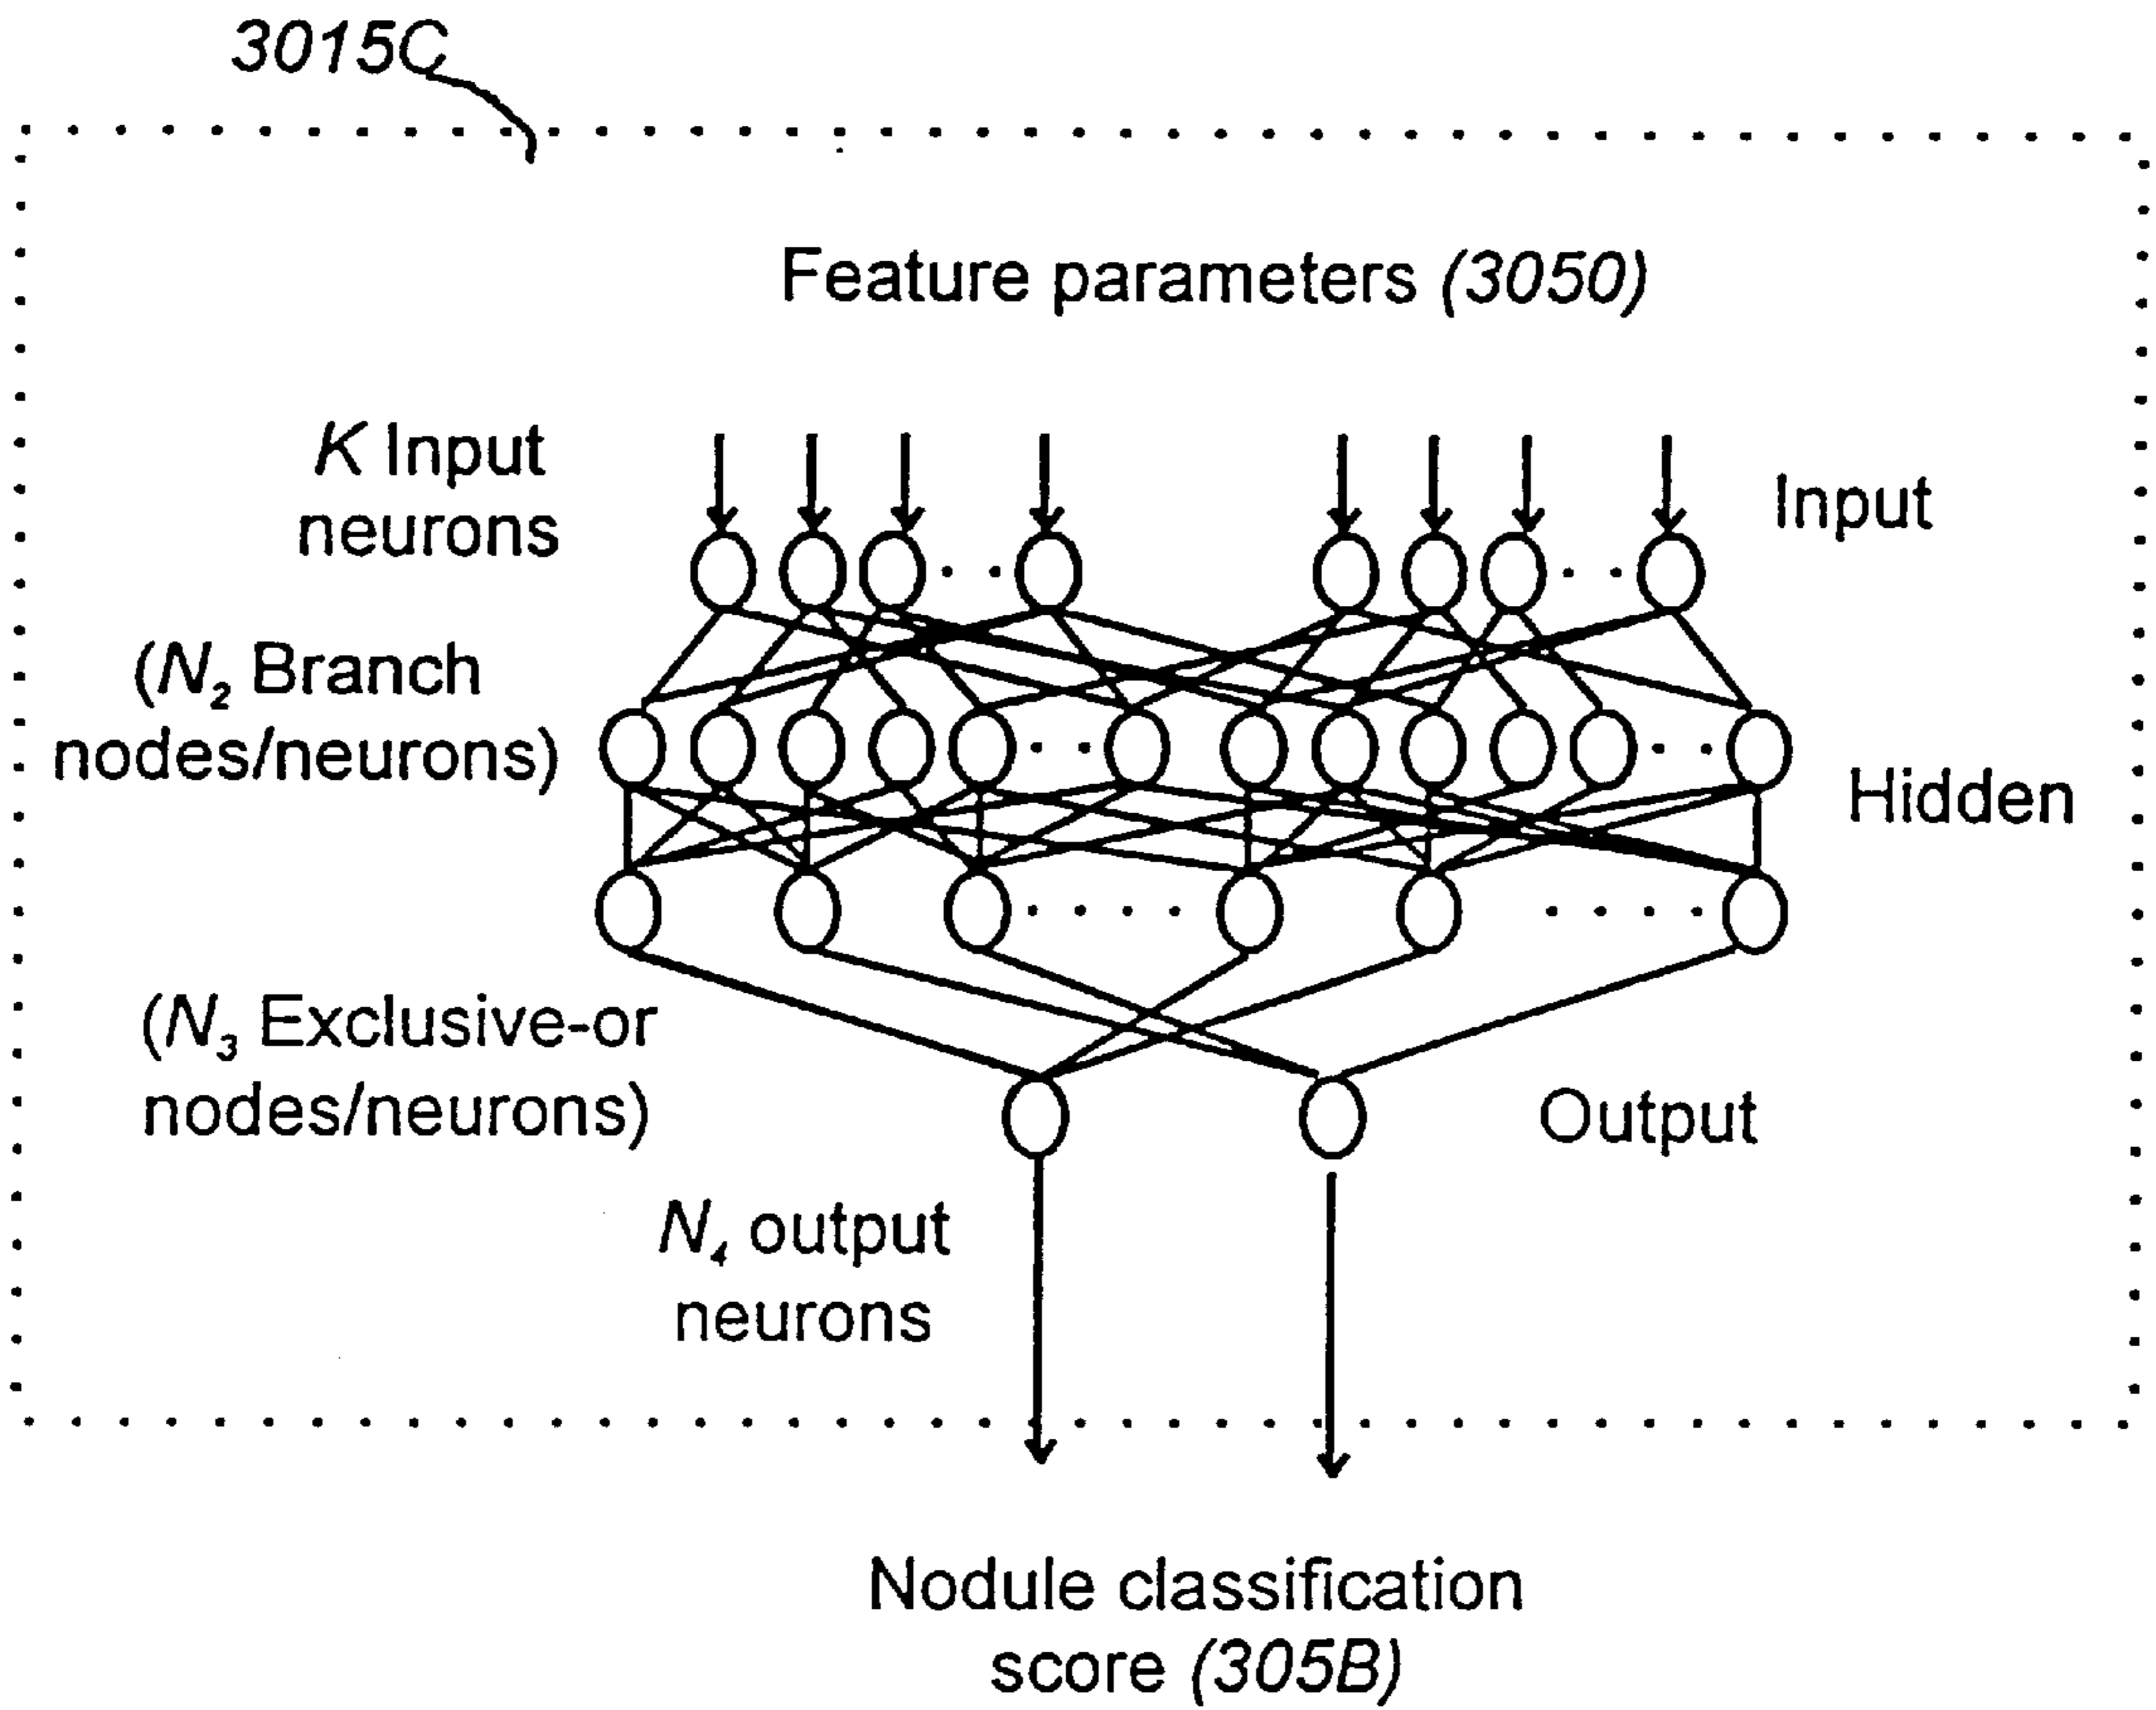 3015C
Feature parameters (3050)
K Input
neurons
Input
(N₂ Branch
nodes/neurons)
Hidden
(N₃ Exclusive-or
nodes/neurons)
Output
N₄ output
neurons
Nodule classification
score (305B)